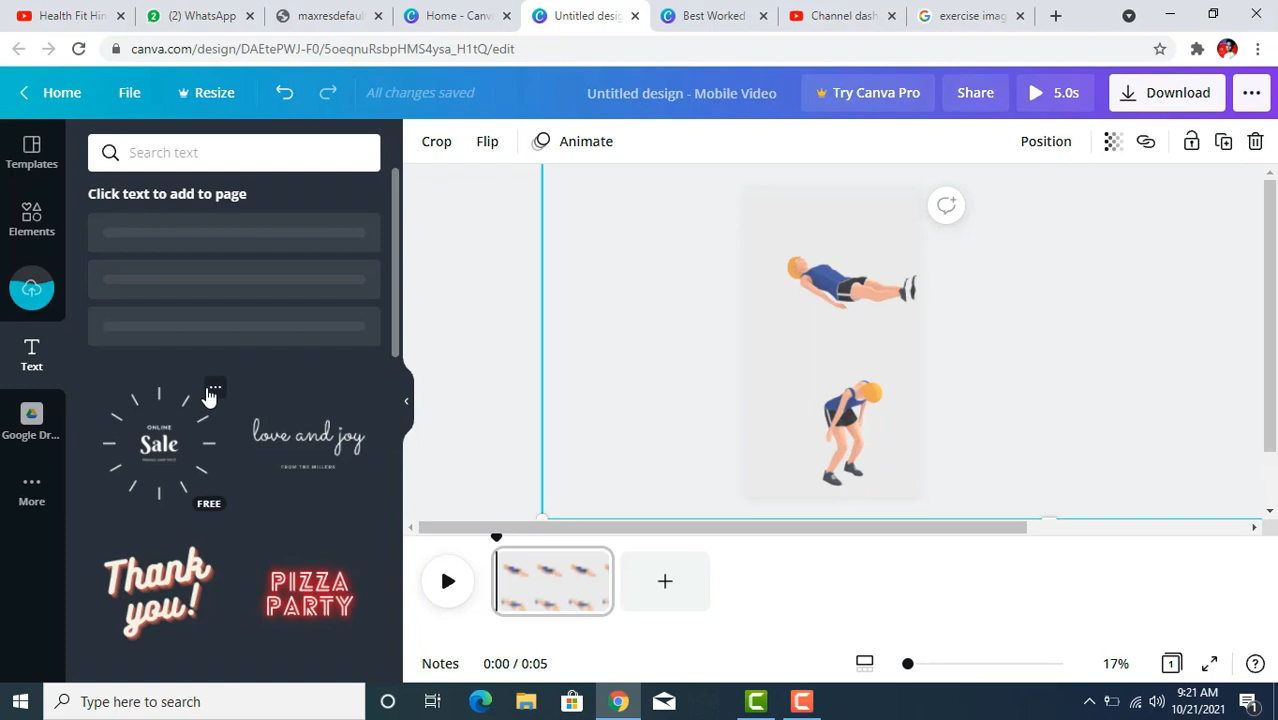 Health Fit Hin
(2) WhatsApp
maxresdefaul
Home - Canv
Untitled desig
Best Worked
Channel dash
exercise imag
canva.com/design/DAEtePWJ-F0/5oeqnuRsbpHMS4ysa_H1tQ/edit
Home
File
Resize
All changes saved
Untitled design - Mobile Video
Try Canva Pro
Share
5.0s
Download
Templates
Search text
Crop
Flip
Animate
Position
Click text to add to page
Elements
Text
ONLINE
Sale
FREE
love and joy
FROM THE MILLERS
Google Dr...
More
Thank
you!
PIZZA
PARTY
Notes
0:00 / 0:05
17%
1
Type here to search
9:21 AM
10/21/2021
1